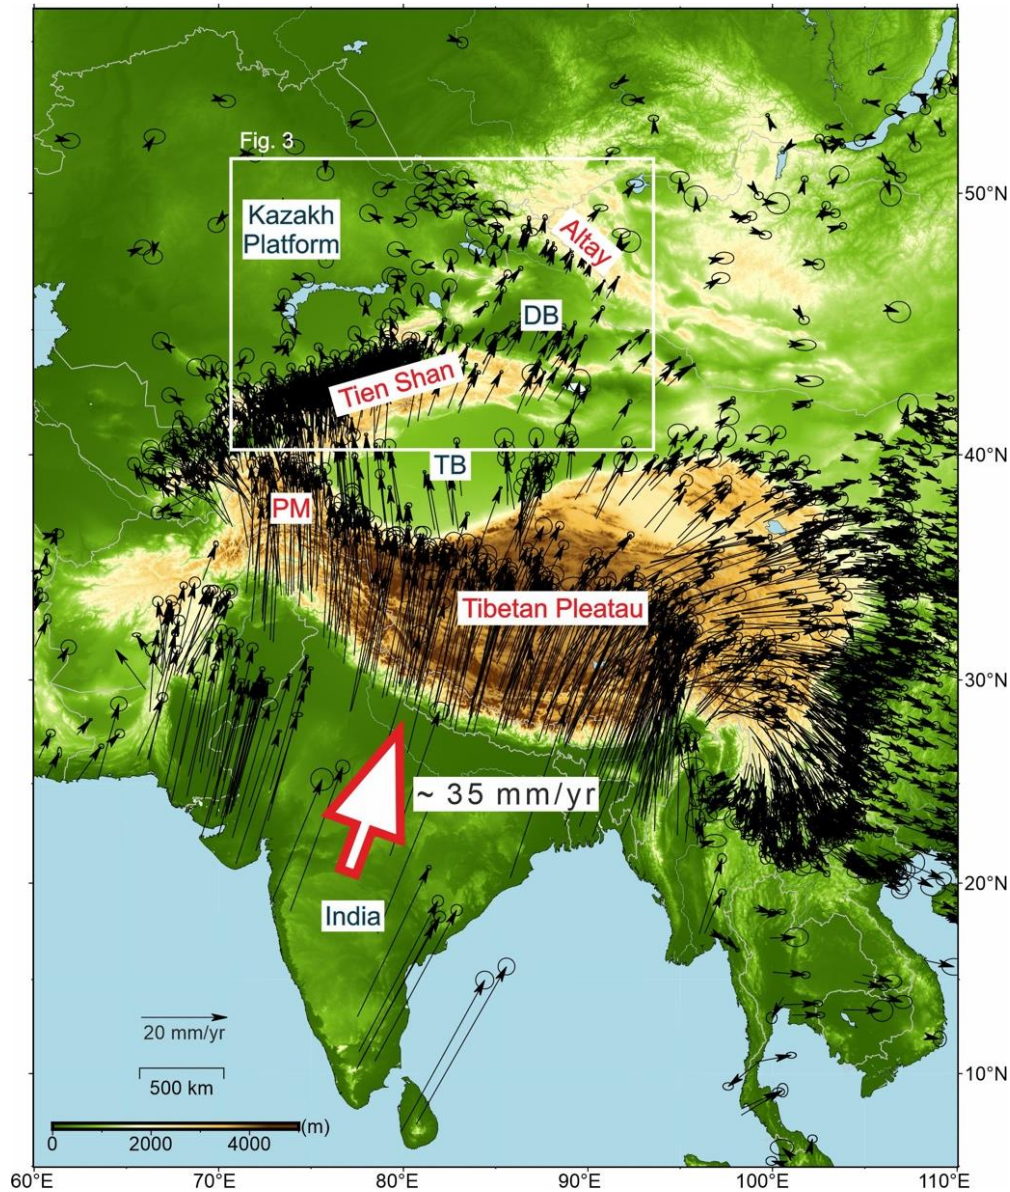 Fig. 3
50°N
Kazakh
Platform
Altay
DB
Tien Shan
40°N
TB
PM
Tibetan Pleatau
30°N
~ 35 mm/yr
20°N
India
20 mm/yr
500 km
10°N
(m)
0 2000 4000
60°E 70°E 80°E 90°E 100°E 110°E